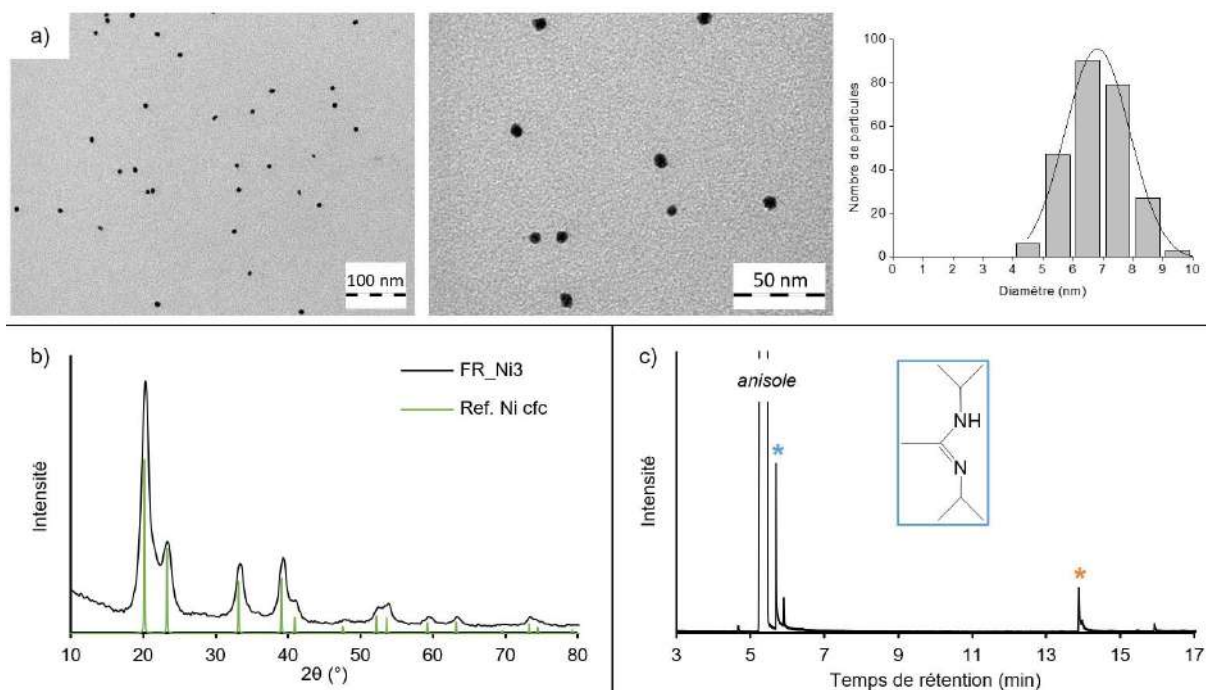 a)
100 nm
50 nm
Nombre de particules
100
80
60
40
20
0
0 1 2 3 4 5 6 7 8 9 10
Diamètre (nm)
b)
FR_Ni3
Ref. Ni cfc
Intensité
10 20 30 40 50 60 70 80
2θ (°)
c)
anisole
*
NH
N
*
Intensité
3 5 7 9 11 13 15 17
Temps de rétention (min)